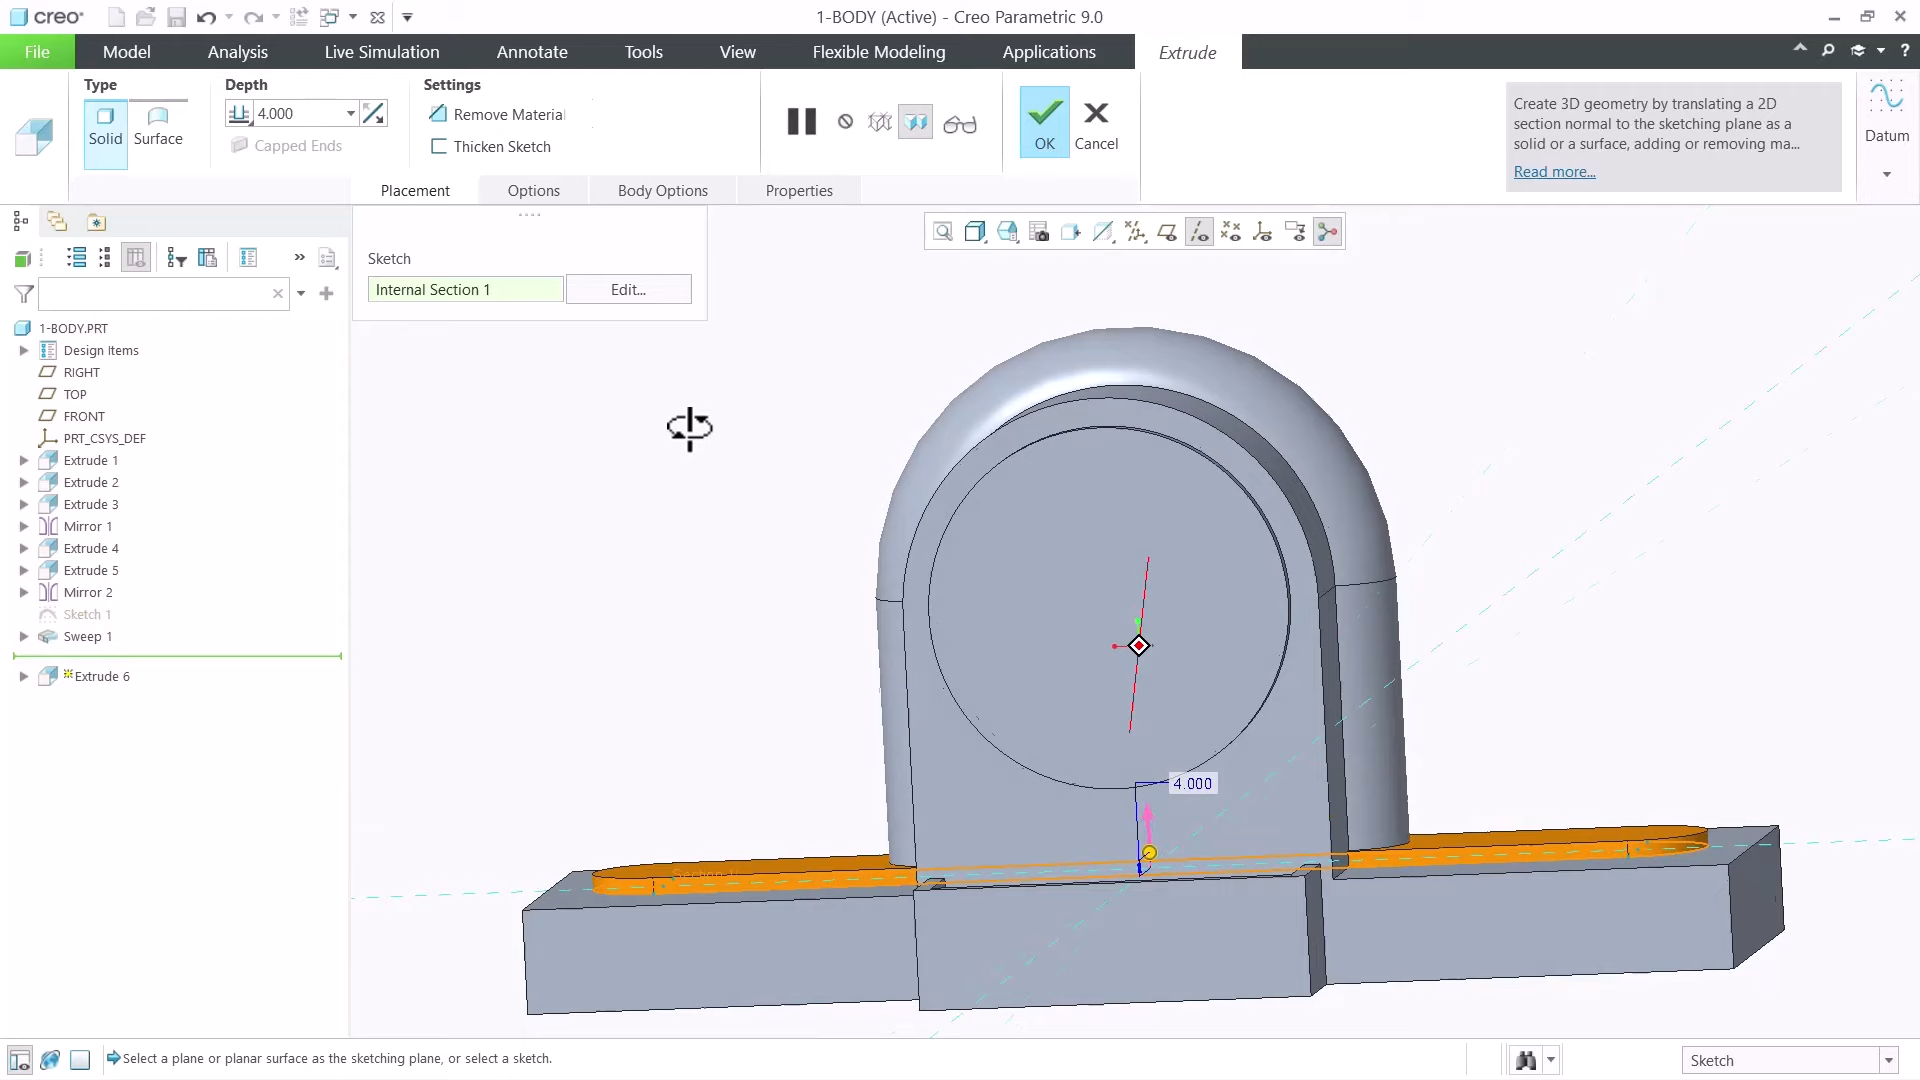 creo
1-BODY (Active) - Creo Parametric 9.0
File
Model
Analysis
Live Simulation
Annotate
Tools
View
Flexible Modeling
Applications
Extrude
Type
Depth
Settings
4.000
Remove Material
Solid
Surface
Capped Ends
Thicken Sketch
OK
Cancel
Create 3D geometry by translating a 2D
section normal to the sketching plane as a
solid or a surface, adding or removing ma...
Read more...
Datum
Placement
Options
Body Options
Properties
Sketch
Internal Section 1
Edit...
1-BODY.PRT
Design Items
RIGHT
TOP
FRONT
PRT_CSYS_DEF
Extrude 1
Extrude 2
Extrude 3
Mirror 1
Extrude 4
Extrude 5
Mirror 2
Sketch 1
Sweep 1
Extrude 6
4.000
Select a plane or planar surface as the sketching plane, or select a sketch.
Sketch